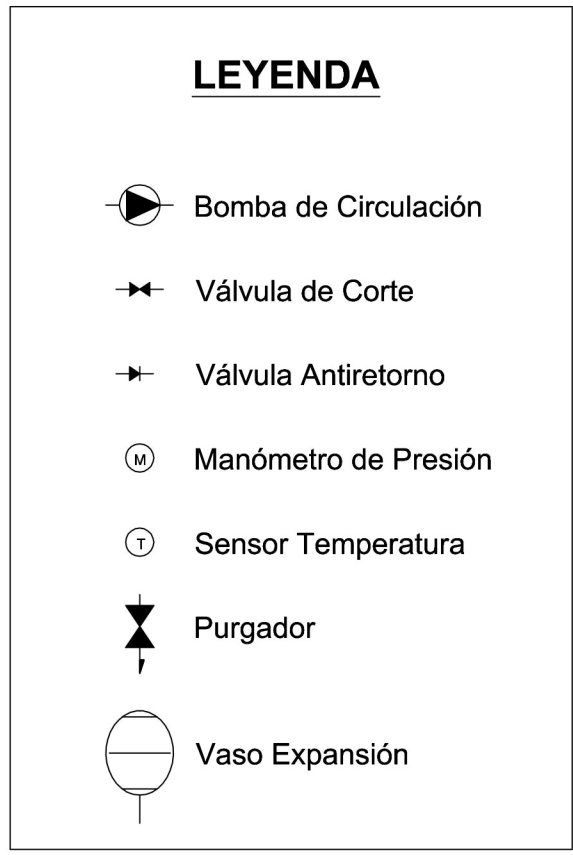 LEYENDA
Bomba de Circulación
Válvula de Corte
Válvula Antiretorno
M Manómetro de Presión
T Sensor Temperatura
Purgador
Vaso Expansión